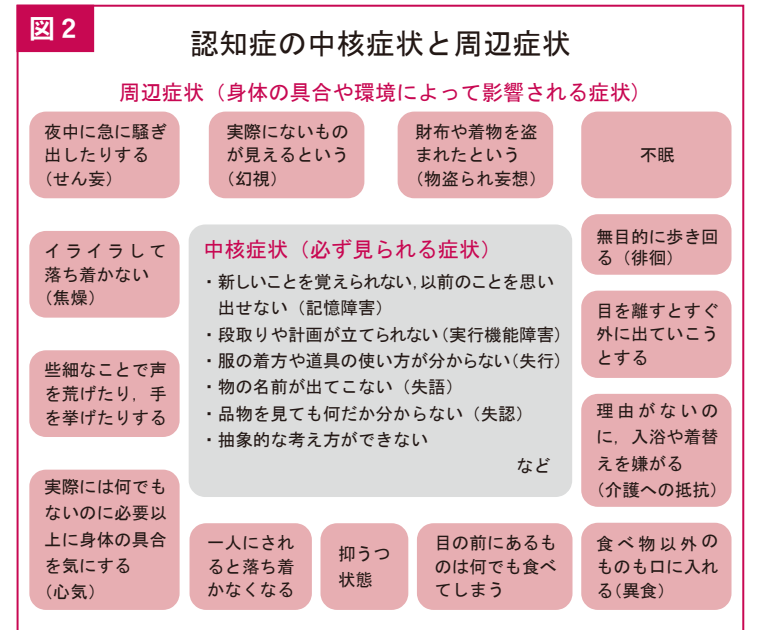 図2
認知症の中核症状と周辺症状
周辺症状（身体の具合や環境によって影響される症状）
夜中に急に騒ぎ
出したりする
（せん妄）
実際にないもの
が見えるという
（幻視）
財布や着物を盗
まれたという
（物盗られ妄想）
不眠
イライラして
落ち着かない
（焦燥）
中核症状（必ず見られる症状）
・新しいことを覚えられない，以前のことを思い
出せない（記憶障害）
・段取りや計画が立てられない（実行機能障害）
・服の着方や道具の使い方が分からない（失行）
・物の名前が出てこない（失語）
・品物を見ても何だか分からない（失認）
・抽象的な考え方ができない
など
無目的に歩き回
る（徘徊）
目を離すとすぐ
外に出ていこう
とする
些細なことで声
を荒げたり，手
を挙げたりする
理由がないの
に，入浴や着替
えを嫌がる
（介護への抵抗）
実際には何でも
ないのに必要以
上に身体の具合
を気にする
（心気）
一人にされ
ると落ち着
かなくなる
抑うつ
状態
目の前にあるも
のは何でも食べ
てしまう
食べ物以外の
ものも口に入れ
る（異食）